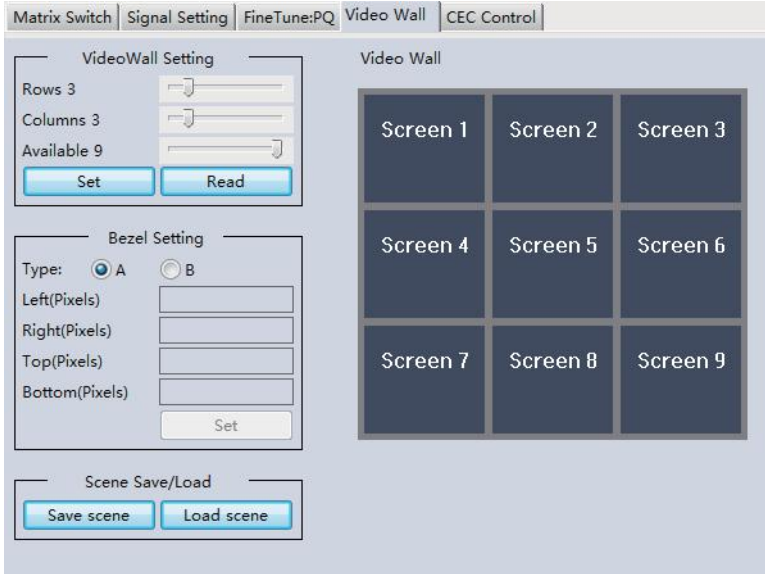 Matrix Switch Signal Setting FineTune:PQ Video Wall CEC Control
VideoWall Setting
Rows 3
Columns 3
Available 9
Set Read
Bezel Setting
Type: A B
Left(Pixels)
Right(Pixels)
Top(Pixels)
Bottom(Pixels)
Set
Scene Save/Load
Save scene Load scene
Video Wall
Screen 1 Screen 2 Screen 3
Screen 4 Screen 5 Screen 6
Screen 7 Screen 8 Screen 9